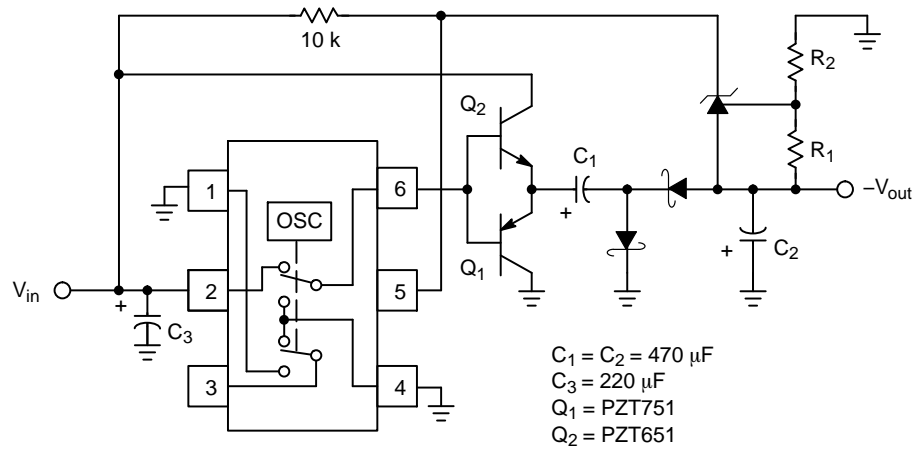 10 k
R2
Q2
C1
R1
1
6
OSC
−Vout
+
Q1
+
C2
Vin
2
5
+
C3
3
4
C1 = C2 = 470 μF
C3 = 220 μF
Q1 = PZT751
Q2 = PZT651